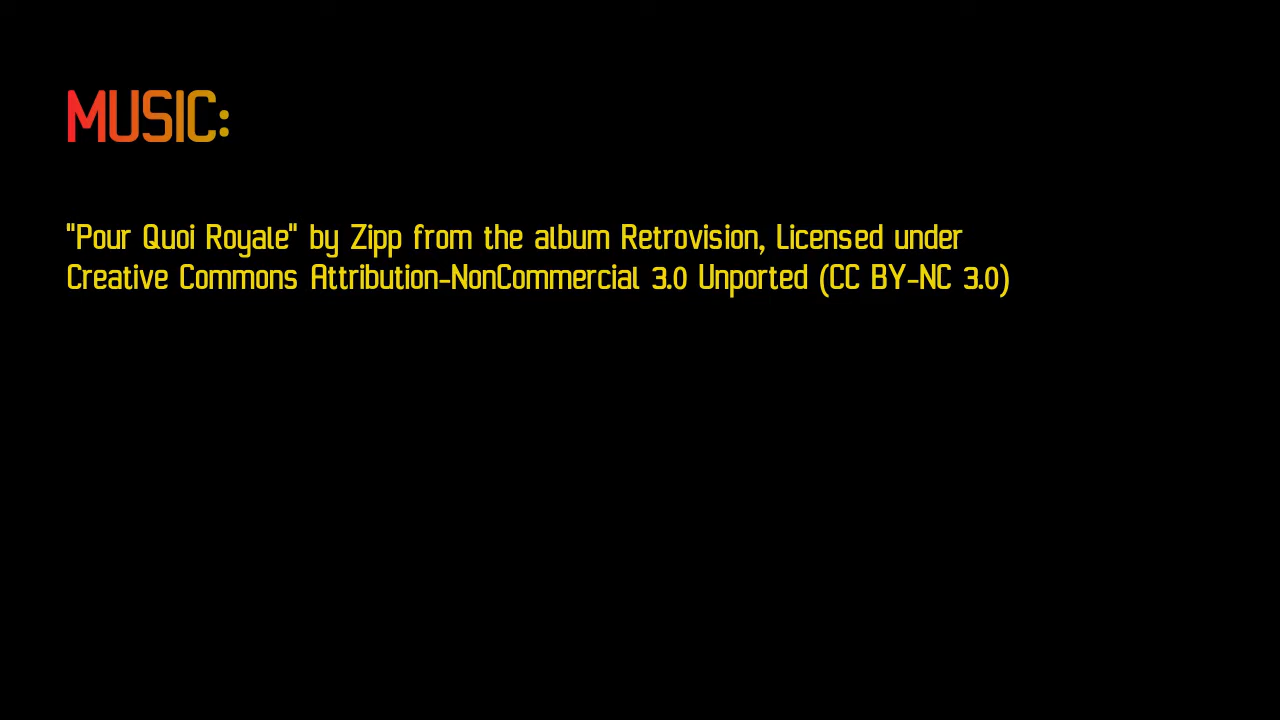 MUSIC:
"Pour Quoi Royale" by Zipp from the album Retrovision, Licensed under
Creative Commons Attribution-NonCommercial 3.0 Unported (CC BY-NC 3.0)